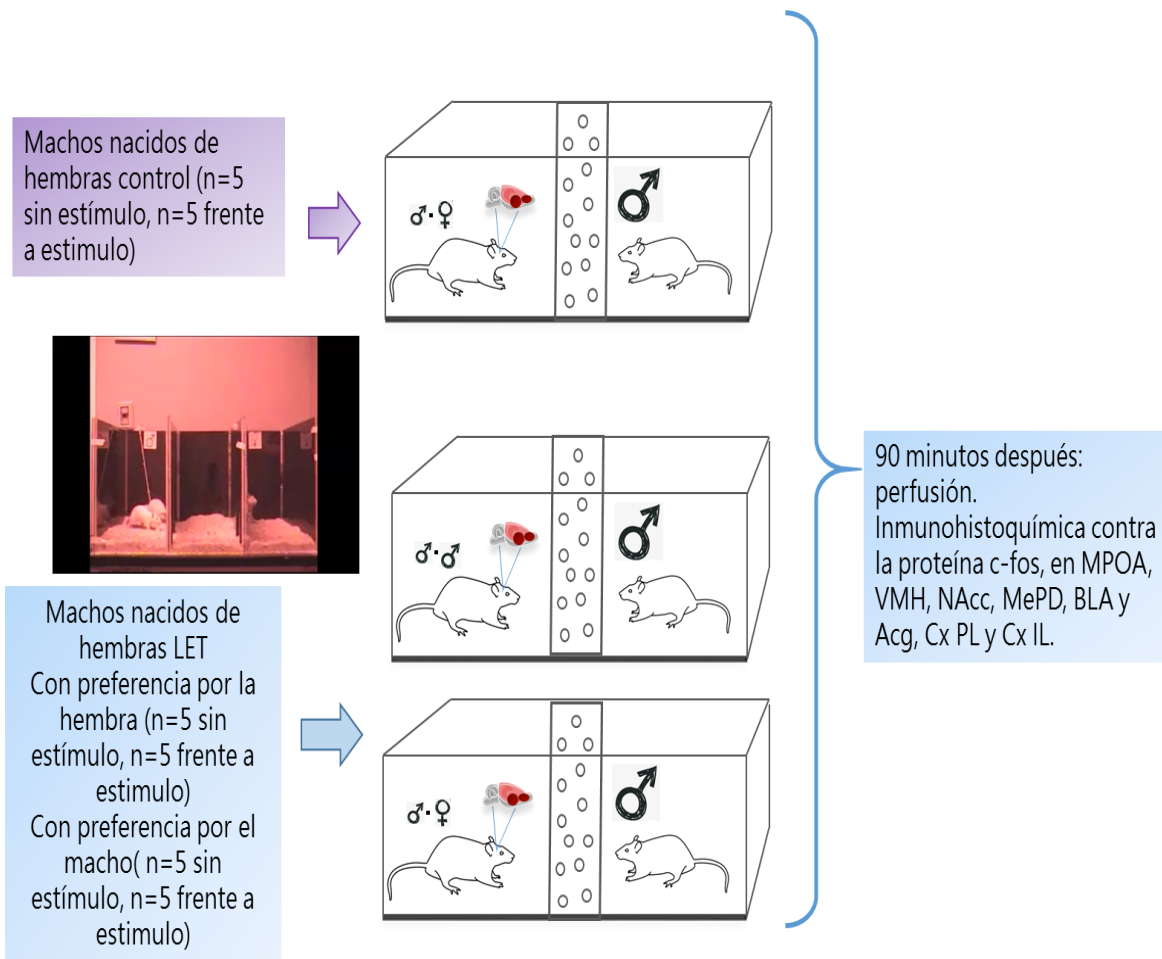 Machos nacidos de
hembras control (n=5
sin estímulo, n=5 frente
a estimulo)
♂·♀
♂
♂
♀
♂·♂
♂
Machos nacidos de
hembras LET
Con preferencia por la
hembra (n=5 sin
estímulo, n=5 frente a
estimulo)
Con preferencia por el
macho( n=5 sin
estímulo, n=5 frente a
estimulo)
♂·♀
♂
90 minutos después:
perfusión.
Inmunohistoquímica contra
la proteína c-fos, en MPOA,
VMH, NAcc, MePD, BLA y
Acg, Cx PL y Cx IL.